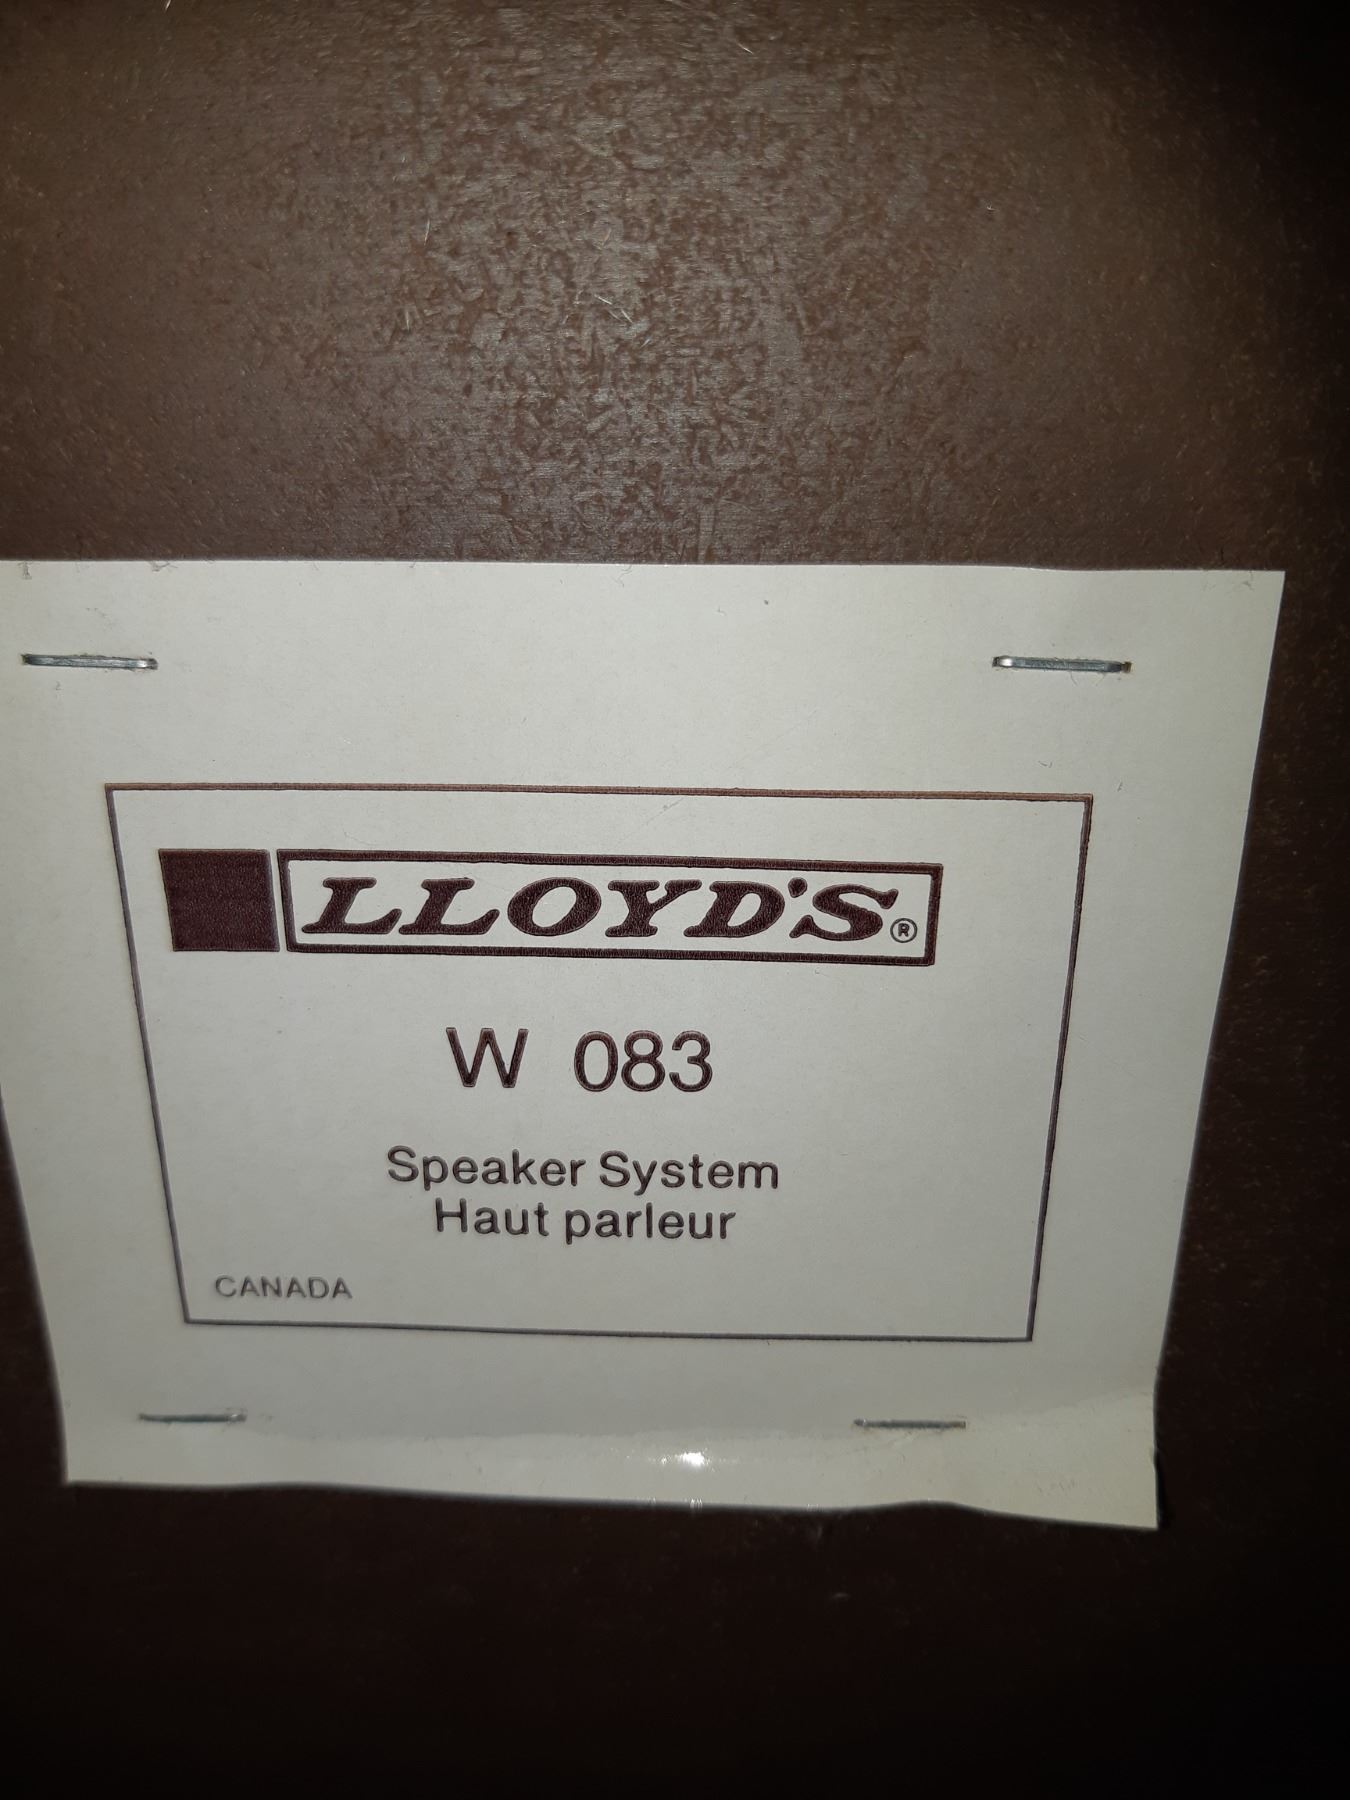 LLOYD'S®
W 083
Speaker System
Haut parleur
CANADA